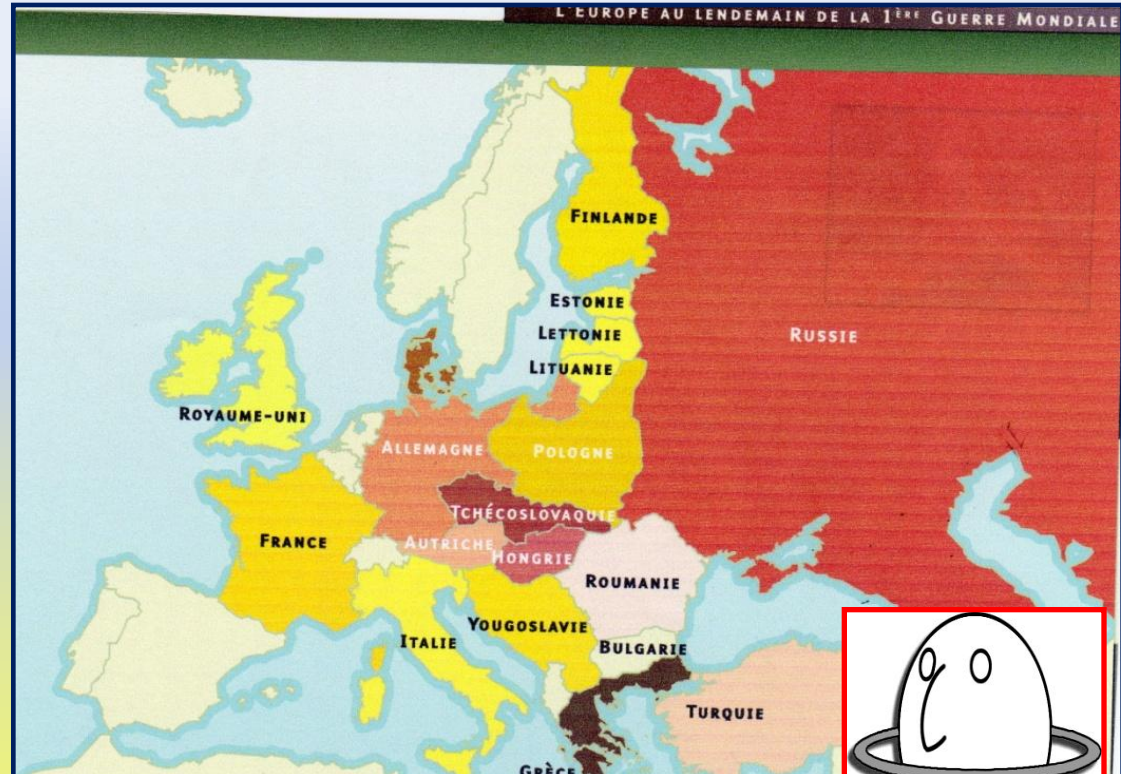 L'EUROPE AU LENDEMAIN DE LA 1ÈRE GUERRE MONDIALE
FINLANDE
ESTONIE
LETTONIE
RUSSIE
LITUANIE
ROYAUME-UNI
ALLEMAGNE
POLOGNE
TCHÉCOSLOVAQUIE
FRANCE
AUTRICHE
HONGRIE
ROUMANIE
YOUGOSLAVIE
ITALIE
BULGARIE
TURQUIE
GRÈCE